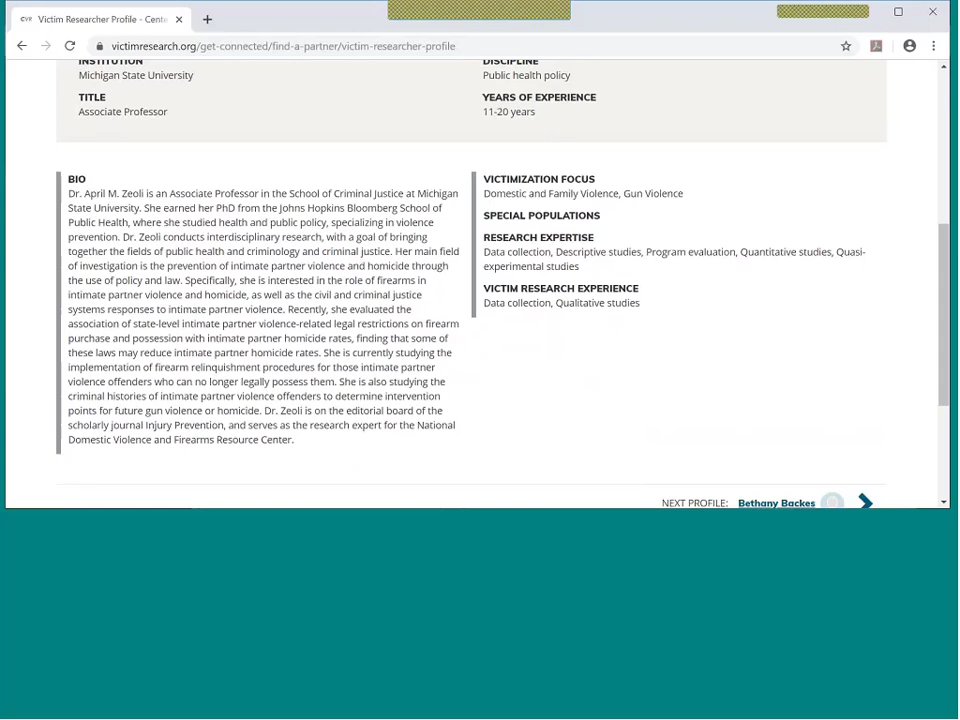 CVR Victim Researcher Profile - Cente
victimresearch.org/get-connected/find-a-partner/victim-researcher-profile
INSTITUTION
Michigan State University
TITLE
Associate Professor
DISCIPLINE
Public health policy
YEARS OF EXPERIENCE
11-20 years
BIO
Dr. April M. Zeoli is an Associate Professor in the School of Criminal Justice at Michigan
State University. She earned her PhD from the Johns Hopkins Bloomberg School of
Public Health, where she studied health and public policy, specializing in violence
prevention. Dr. Zeoli conducts interdisciplinary research, with a goal of bringing
together the fields of public health and criminology and criminal justice. Her main field
of investigation is the prevention of intimate partner violence and homicide through
the use of policy and law. Specifically, she is interested in the role of firearms in
intimate partner violence and homicide, as well as the civil and criminal justice
systems responses to intimate partner violence. Recently, she evaluated the
association of state-level intimate partner violence-related legal restrictions on firearm
purchase and possession with intimate partner homicide rates, finding that some of
these laws may reduce intimate partner homicide rates. She is currently studying the
implementation of firearm relinquishment procedures for those intimate partner
violence offenders who can no longer legally possess them. She is also studying the
criminal histories of intimate partner violence offenders to determine intervention
points for future gun violence or homicide. Dr. Zeoli is on the editorial board of the
scholarly journal Injury Prevention, and serves as the research expert for the National
Domestic Violence and Firearms Resource Center.
VICTIMIZATION FOCUS
Domestic and Family Violence, Gun Violence
SPECIAL POPULATIONS
RESEARCH EXPERTISE
Data collection, Descriptive studies, Program evaluation, Quantitative studies, Quasi-
experimental studies
VICTIM RESEARCH EXPERIENCE
Data collection, Qualitative studies
NEXT PROFILE: Bethany Backes